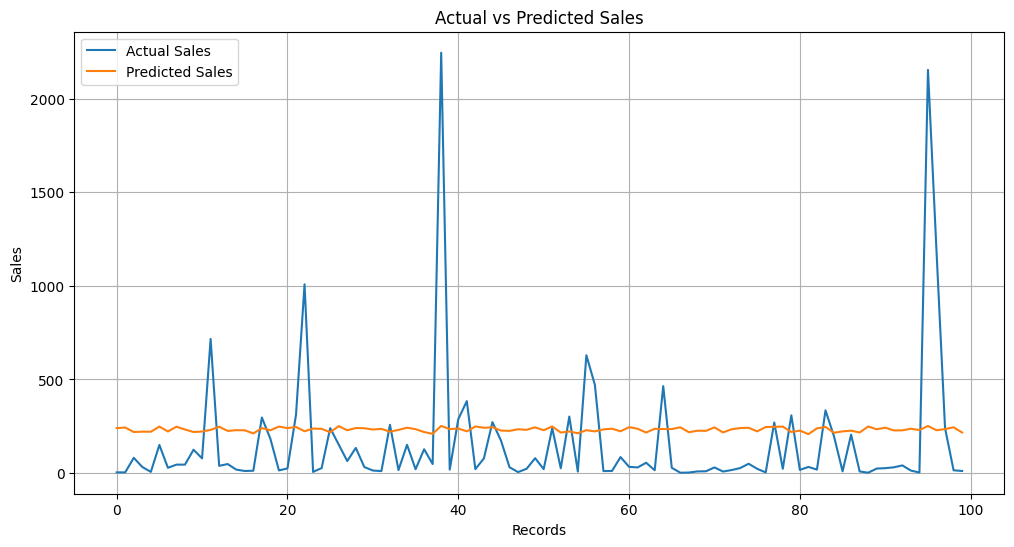 Actual vs Predicted Sales
Actual Sales
Predicted Sales
2000
1500
1000
500
0
Sales
0 20 40 60 80 100
Records